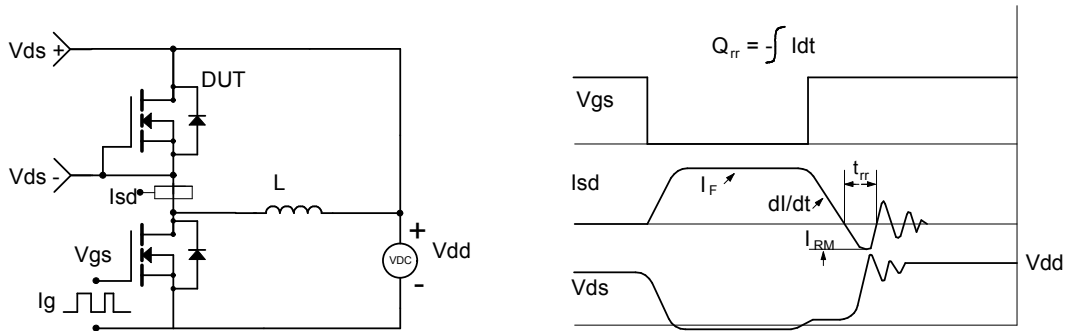 Vds +
DUT
Vds -
Isd
L
Vgs
Ig
+
VDC
-
Vdd
Q_rr = -∫ Idt
Vgs
Isd
I_F
dI/dt
t_rr
I_RM
Vds
Vdd